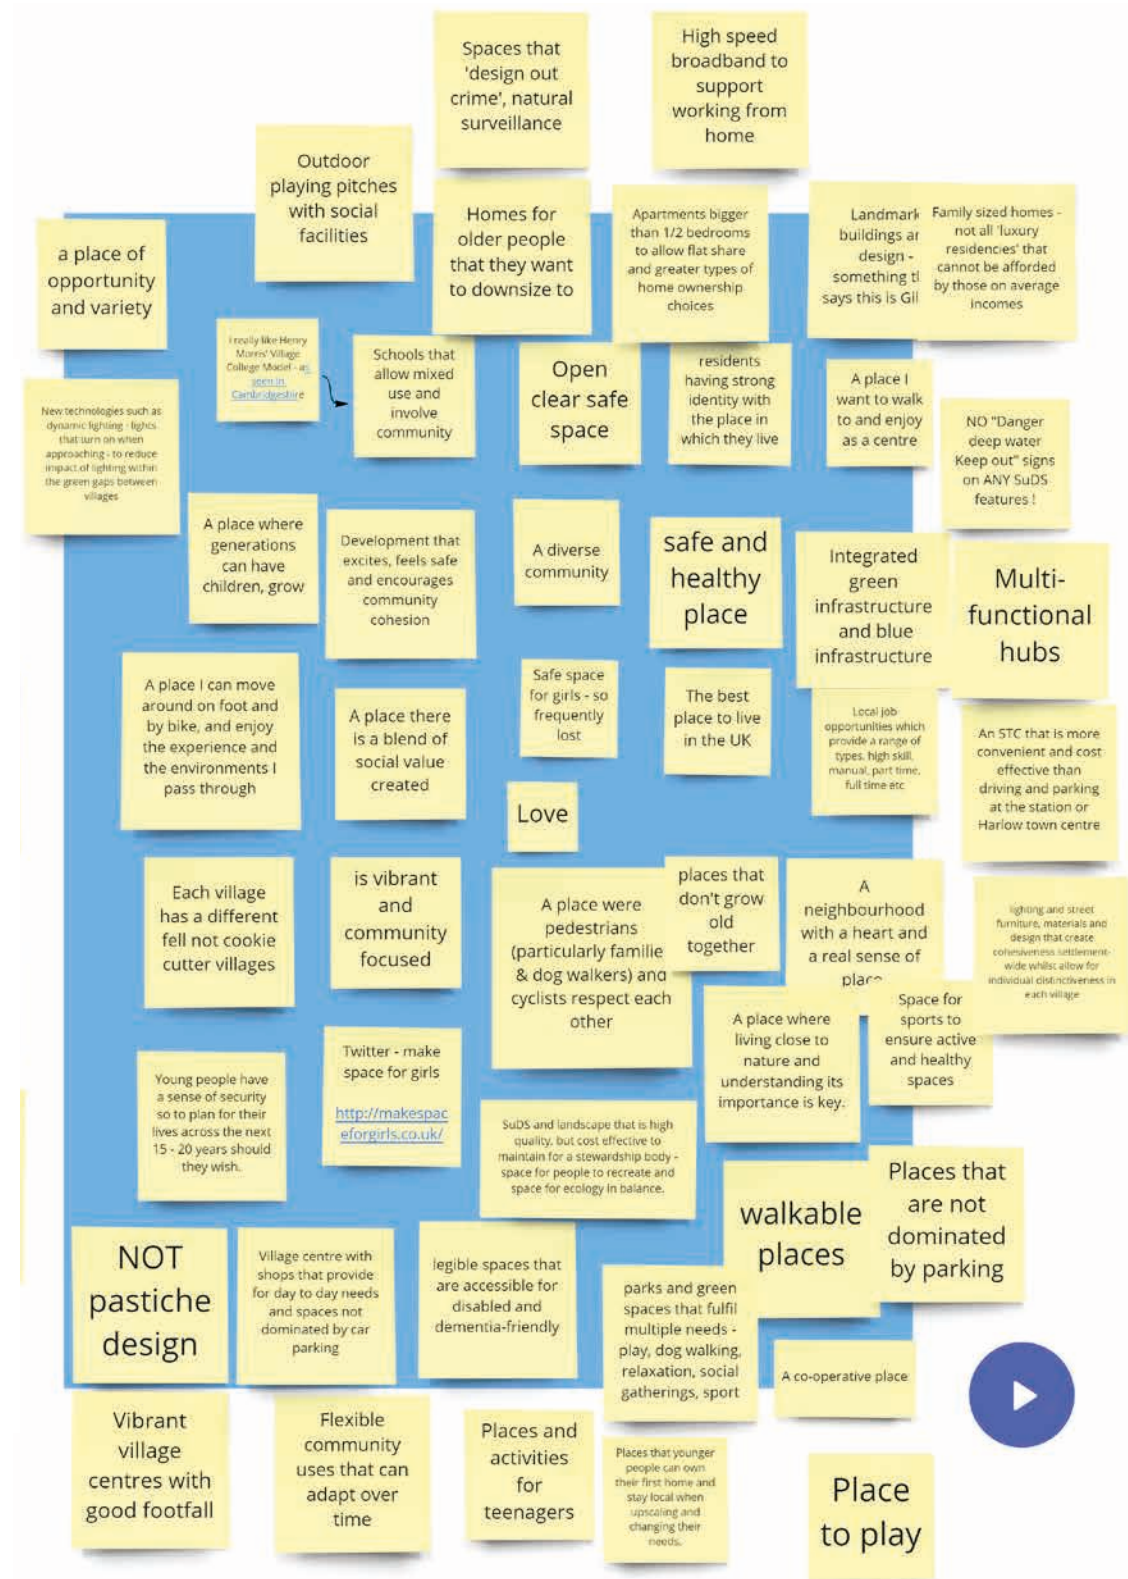 Spaces that
'design out
crime', natural
surveillance
High speed
broadband to
support
working from
home
Outdoor
playing pitches
with social
facilities
Homes for
older people
that they want
to downsize to
Apartments bigger
than 1/2 bedrooms
to allow flat share
and greater types of
home ownership
choices
Landmark
buildings ar
design -
something th
says this is Gil
Family sized homes -
not all 'luxury
residencies' that
cannot be afforded
by those on average
incomes
a place of
opportunity
and variety
I really like Henry
Morris' Village
College Model - as
seen in
Cambridgeshire
Schools that
allow mixed
use and
involve
community
Open
clear safe
space
residents
having strong
identity with
the place in
which they live
A place I
want to walk
to and enjoy
as a centre
NO "Danger
deep water
Keep out" signs
on ANY SuDS
features !
New technologies such as
dynamic lighting - lights
that turn on when
approaching - to reduce
impact of lighting within
the green gaps between
villages
A place where
generations
can have
children, grow
Development that
excites, feels safe
and encourages
community
cohesion
A diverse
community
safe and
healthy
place
Integrated
green
infrastructure
and blue
infrastructure
Multi-
functional
hubs
A place I can move
around on foot and
by bike, and enjoy
the experience and
the environments I
pass through
A place there
is a blend of
social value
created
Safe space
for girls - so
frequently
lost
The best
place to live
in the UK
Local job
opportunities which
provide a range of
types, high skill,
manual, part time,
full time etc
An STC that is more
convenient and cost
effective than
driving and parking
at the station or
Harlow town centre
Love
Each village
has a different
fell not cookie
cutter villages
is vibrant
and
community
focused
A place were
pedestrians
(particularly familie
& dog walkers) and
cyclists respect each
other
places that
don't grow
old
together
A
neighbourhood
with a heart and
a real sense of
place
lighting and street
furniture, materials and
design that create
cohesiveness settlement-
wide whilst allow for
individual distinctiveness in
each village
Space for
sports to
ensure active
and healthy
spaces
A place where
living close to
nature and
understanding its
importance is key.
Young people have
a sense of security
so to plan for their
lives across the next
15 - 20 years should
they wish.
Twitter - make
space for girls
http://makespac
eforgirls.co.uk/
SuDS and landscape that is high
quality, but cost effective to
maintain for a stewardship body -
space for people to recreate and
space for ecology in balance.
walkable
places
Places that
are not
dominated
by parking
NOT
pastiche
design
Village centre with
shops that provide
for day to day needs
and spaces not
dominated by car
parking
legible spaces that
are accessible for
disabled and
dementia-friendly
parks and green
spaces that fulfil
multiple needs -
play, dog walking,
relaxation, social
gatherings, sport
A co-operative place
Vibrant
village
centres with
good footfall
Flexible
community
uses that can
adapt over
time
Places and
activities
for
teenagers
Places that younger
people can own
their first home and
stay local when
upscaling and
changing their
needs.
Place
to play